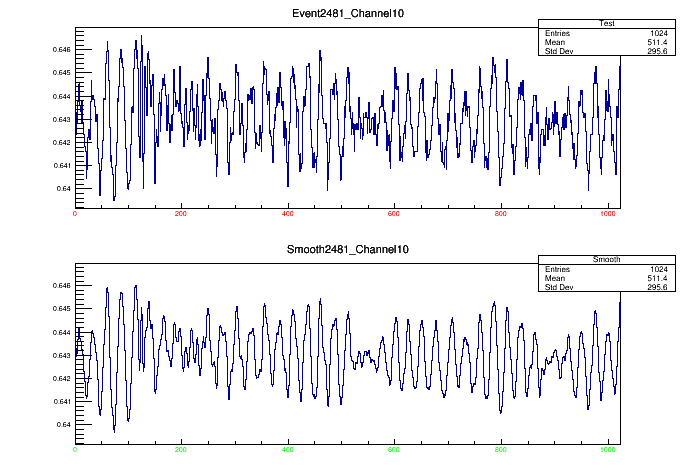 Event2481_Channel10
Test
Entries 1024
Mean 511.4
Std Dev 295.6
0.646
0.645
0.644
0.643
0.642
0.641
0.64
0 200 400 600 800 1000
Smooth2481_Channel10
Smooth
Entries 1024
Mean 511.4
Std Dev 295.6
0.646
0.645
0.644
0.643
0.642
0.641
0.64
0 200 400 600 800 1000